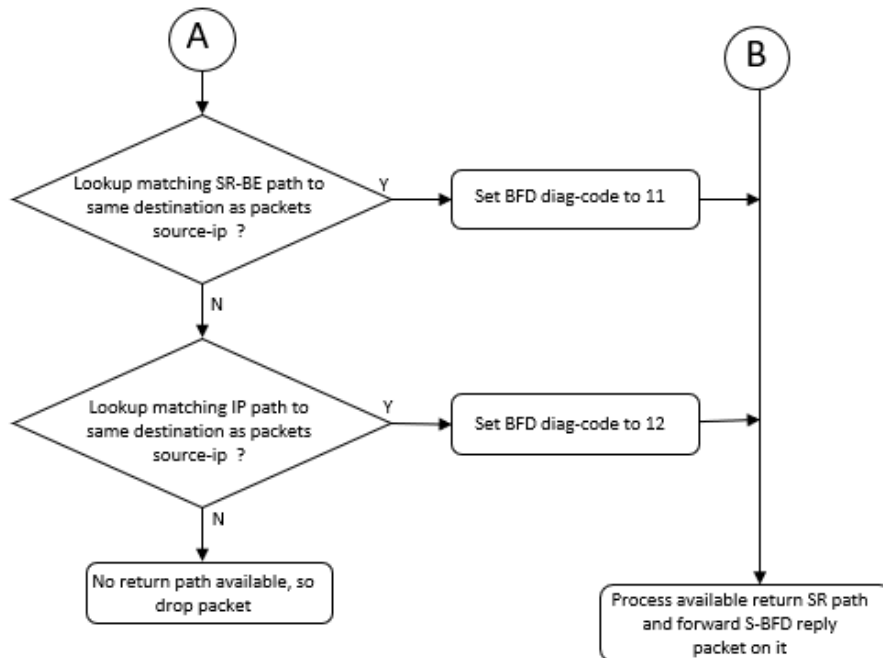 A
B
Lookup matching SR-BE path to
same destination as packets
source-ip ?
Y
Set BFD diag-code to 11
N
Lookup matching IP path to
same destination as packets
source-ip ?
Y
Set BFD diag-code to 12
N
No return path available, so
drop packet
Process available return SR path
and forward S-BFD reply
packet on it